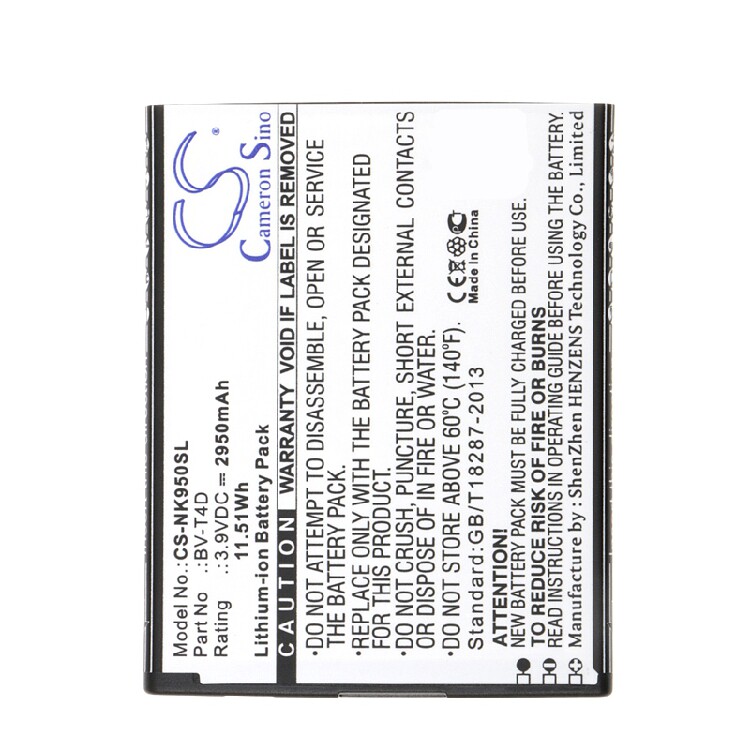 CS®
Cameron Sino
Model No.:CS-NK950SL
Part No :BV-T4D
Rating :3.9VDC ⎓ 2950mAh
11.51Wh
Lithium-ion Battery Pack
CAUTION WARRANTY VOID IF LABEL IS REMOVED
•DO NOT ATTEMPT TO DISASSEMBLE, OPEN OR SERVICE
THE BATTERY PACK.
•REPLACE ONLY WITH THE BATTERY PACK DESIGNATED
FOR THIS PRODUCT.
•DO NOT CRUSH, PUNCTURE, SHORT EXTERNAL CONTACTS
OR DISPOSE OF IN FIRE OR WATER.
•DO NOT STORE ABOVE 60°C (140°F).
Standard:GB/T18287-2013
CE PCT
Made in China
ATTENTION:
NEW BATTERY PACK MUST BE FULLY CHARGED BEFORE USE.
•TO REDUCE RISK OF FIRE OR BURNS
FOLLOW THE OPERATING GUIDE BEFORE USING THE BATTERY.
Manufacture by:ShenZhen HENZENS Technology Co., Limited